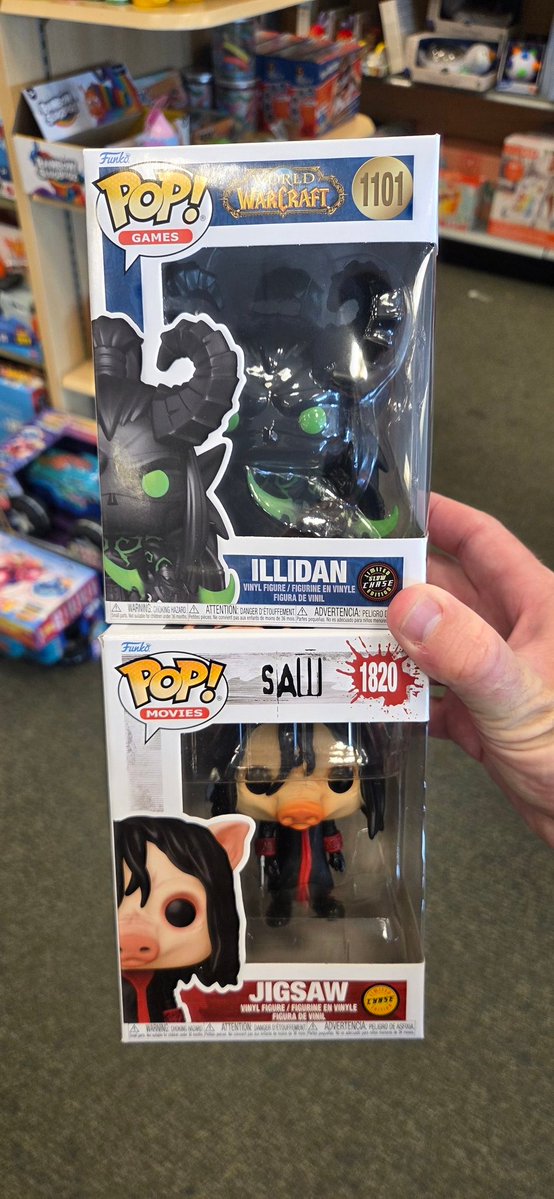 Funko
POP!
GAMES
WORLD
WARCRAFT
1101
ILLIDAN
VINYL FIGURE / FIGURINE EN VINYLE
FIGURA DE VINIL
LIMITED
GLOW
CHASE
EDITION
WARNING: CHOKING HAZARD ATTENTION: DANGER D'ÉTOUFFEMENT ADVERTENCIA: PELIGRO D
Funko
POP!
MOVIES
SAW
1820
JIGSAW
VINYL FIGURE / FIGURINE EN VINYLE
FIGURA DE VINIL
LIMITED
CHASE
EDITION
WARNING: CHOKING HAZARD ATTENTION: DANGER D'ÉTOUFFEMENT ADVERTENCIA: PELIGRO DE ASFIXIA.